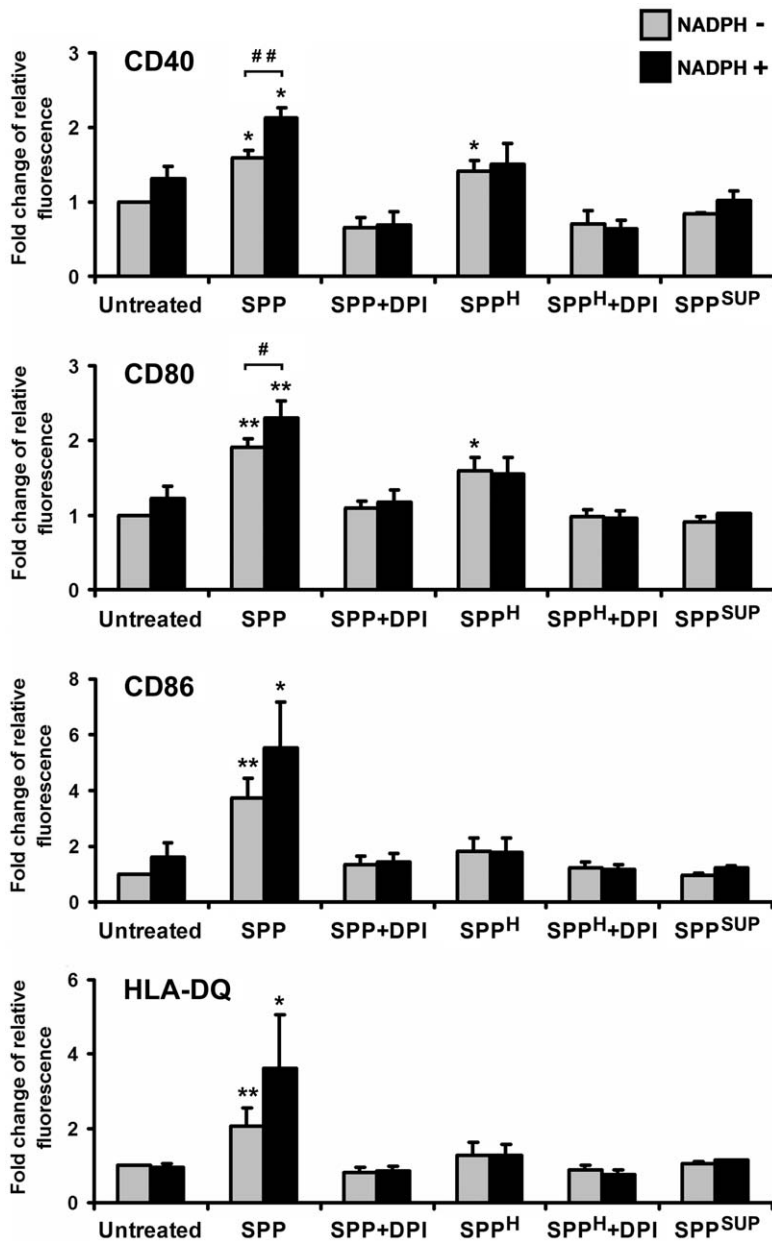 NADPH -
NADPH +
CD40
Fold change of relative
fluorescence
3
2
1
0
# #
*
*
*
Untreated SPP SPP+DPI SPPᴴ SPPᴴ+DPI SPPˢᵁᴾ
CD80
Fold change of relative
fluorescence
3
2
1
0
#
**
**
*
Untreated SPP SPP+DPI SPPᴴ SPPᴴ+DPI SPPˢᵁᴾ
CD86
Fold change of relative
fluorescence
8
6
4
2
0
*
**
Untreated SPP SPP+DPI SPPᴴ SPPᴴ+DPI SPPˢᵁᴾ
HLA-DQ
Fold change of relative
fluorescence
6
4
2
0
*
**
Untreated SPP SPP+DPI SPPᴴ SPPᴴ+DPI SPPˢᵁᴾ